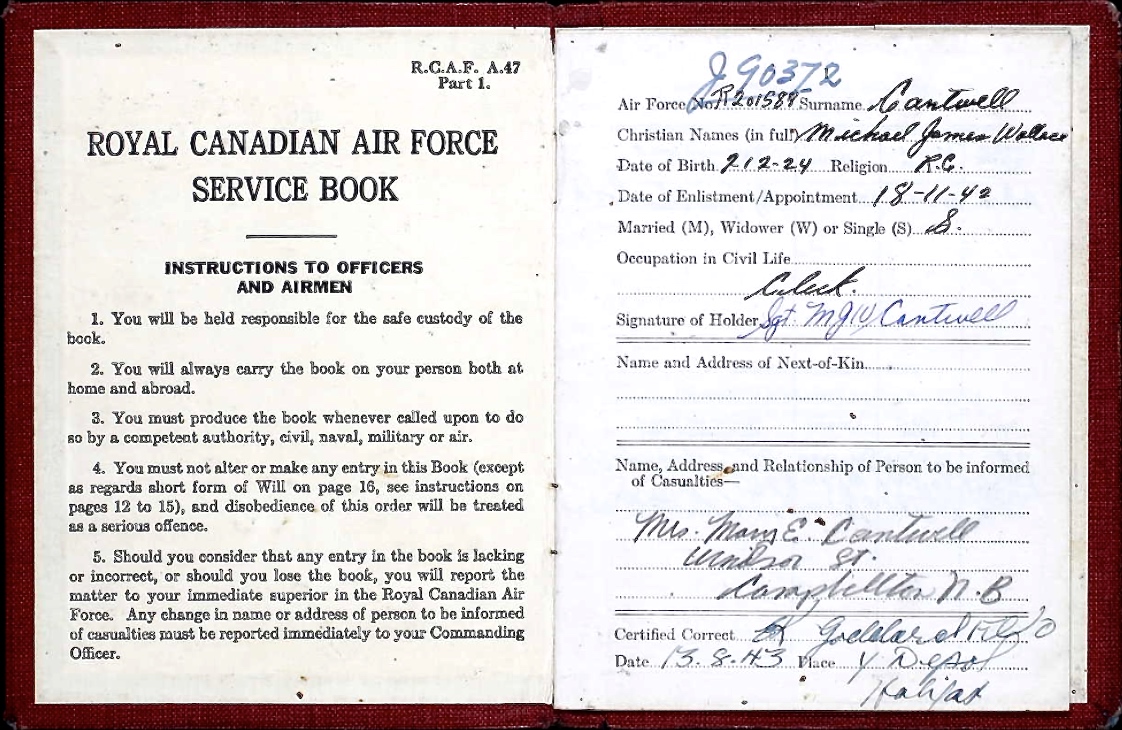 R.C.A.F. A.47
Part 1.
ROYAL CANADIAN AIR FORCE
SERVICE BOOK
INSTRUCTIONS TO OFFICERS
AND AIRMEN
1. You will be held responsible for the safe custody of the
book.
2. You will always carry the book on your person both at
home and abroad.
3. You must produce the book whenever called upon to do
so by a competent authority, civil, naval, military or air.
4. You must not alter or make any entry in this Book (except
as regards short form of Will on page 16, see instructions on
pages 12 to 15), and disobedience of this order will be treated
as a serious offence.
5. Should you consider that any entry in the book is lacking
or incorrect, or should you lose the book, you will report the
matter to your immediate superior in the Royal Canadian Air
Force. Any change in name or address of person to be informed
of casualties must be reported immediately to your Commanding
Officer.
J90372
Air Force No R201588 Surname Cantwell
Christian Names (in full) Michael James Wallace
Date of Birth 212-24 Religion R.C.
Date of Enlistment/Appointment 18-11-42
Married (M), Widower (W) or Single (S) S.
Occupation in Civil Life
Clerk.
Signature of Holder Sgt. MJW Cantwell
Name and Address of Next-of-Kin
Name, Address, and Relationship of Person to be informed
of Casualties—
Mrs. Mary E. Cantwell
Windsor St.
Campbellton N.B
Certified Correct Goddard
Date 13.8.43 Place Y Depot
Halifax